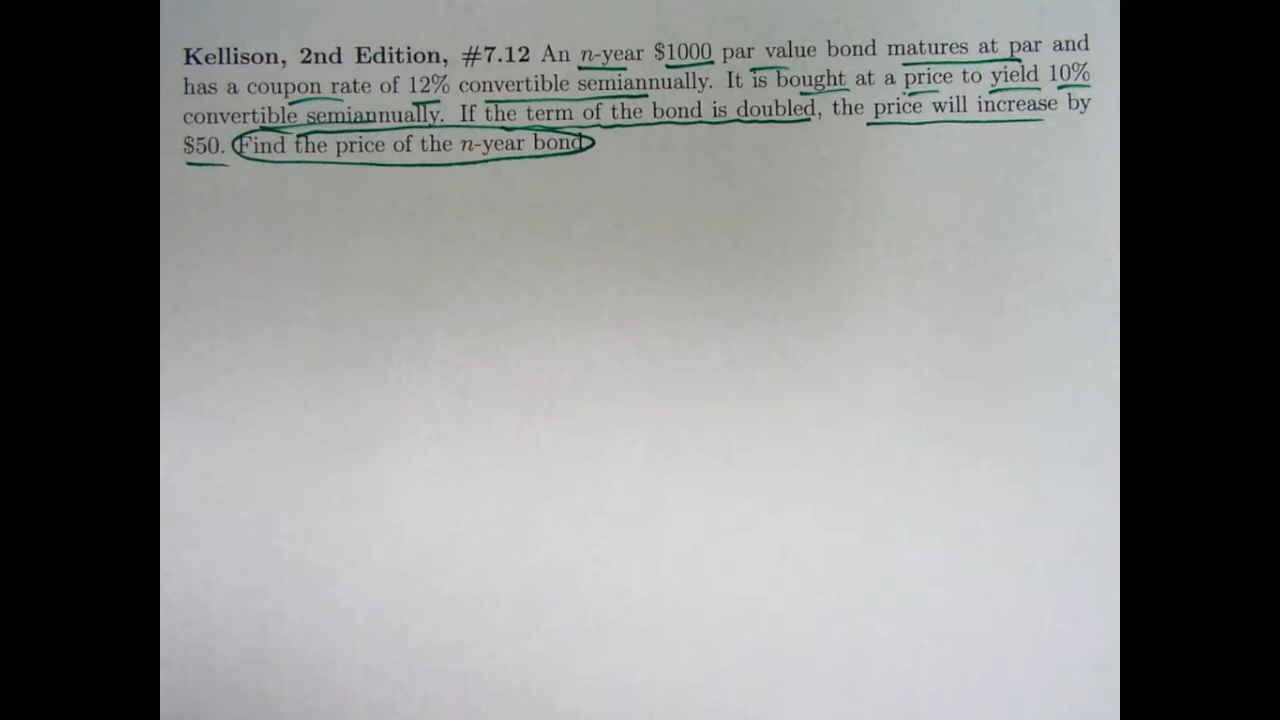 Kellison, 2nd Edition, #7.12 An n-year $1000 par value bond matures at par and
has a coupon rate of 12% convertible semiannually. It is bought at a price to yield 10%
convertible semiannually. If the term of the bond is doubled, the price will increase by
$50. Find the price of the n-year bond